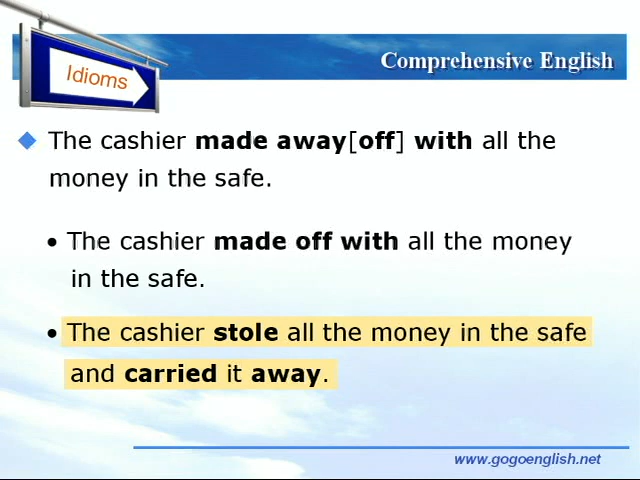 Idioms
Comprehensive English
The cashier made away[off] with all the
money in the safe.
• The cashier made off with all the money
in the safe.
• The cashier stole all the money in the safe
and carried it away.
www.gogoenglish.net